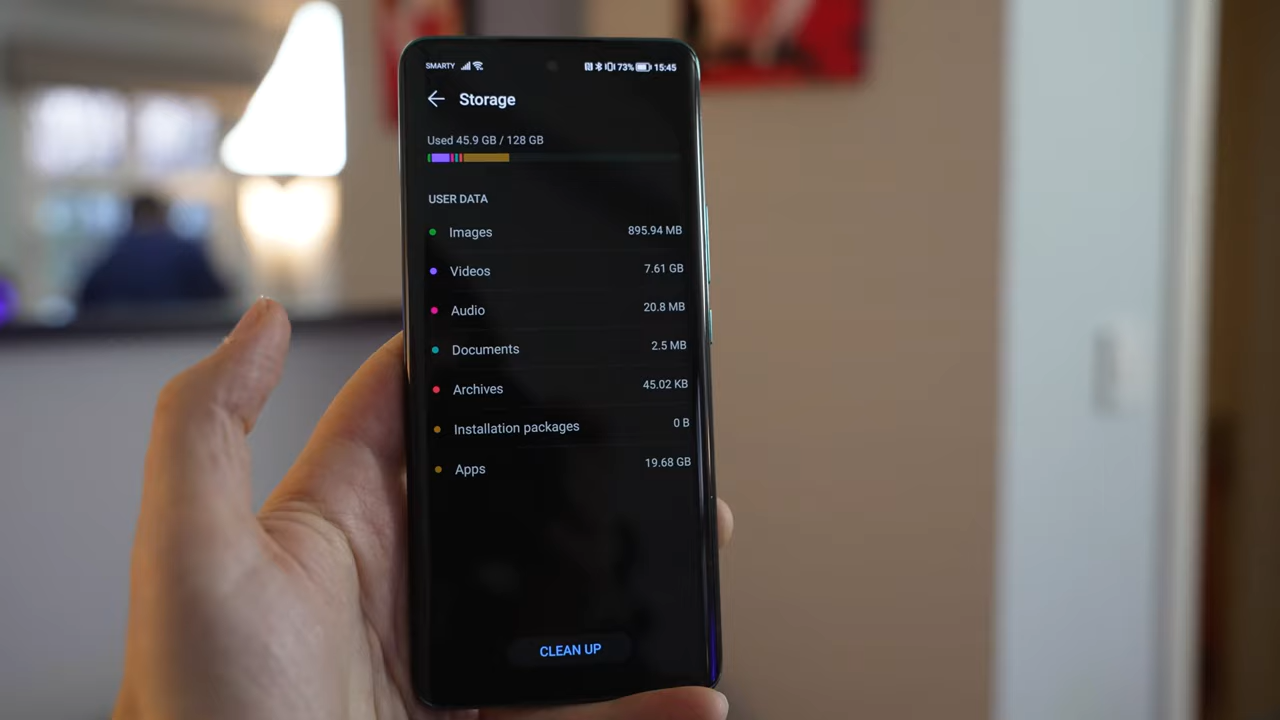 SMARTY 73% 15:45
Storage
Used 45.9 GB / 128 GB
USER DATA
Images 895.94 MB
Videos 7.61 GB
Audio 20.8 MB
Documents 2.5 MB
Archives 45.02 KB
Installation packages 0 B
Apps 19.68 GB
CLEAN UP